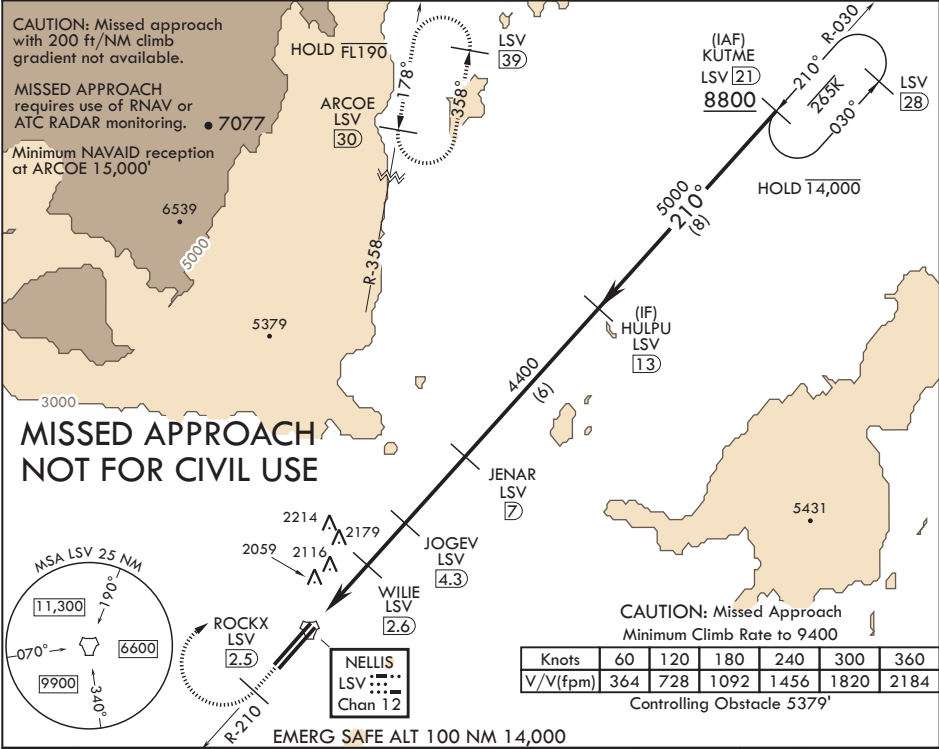 CAUTION: Missed approach
with 200 ft/NM climb
gradient not available.
MISSED APPROACH
requires use of RNAV or
ATC RADAR monitoring.
7077
Minimum NAVAID reception
at ARCOE 15,000'
HOLD FL190
178°
358°
LSV
39
ARCOE
LSV
30
R-358
(IAF)
KUTME
LSV 21
8800
R-030
210°
265K
030°
LSV
28
HOLD 14,000
5000
210°
(8)
6539
5000
5379
3000
(IF)
HULPU
LSV
13
4400
(6)
MISSED APPROACH
NOT FOR CIVIL USE
JENAR
LSV
7
5431
2214
2179
2116
2059
JOGEV
LSV
4.3
WILIE
LSV
2.6
MSA LSV 25 NM
190°
11,300
070°
6600
9900
340°
ROCKX
LSV
2.5
R-210
NELLIS
LSV
Chan 12
CAUTION: Missed Approach
Minimum Climb Rate to 9400
Knots 60 120 180 240 300 360
V/V(fpm) 364 728 1092 1456 1820 2184
Controlling Obstacle 5379'
EMERG SAFE ALT 100 NM 14,000